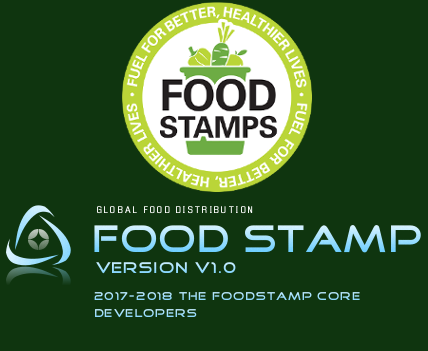 FUEL FOR BETTER, HEALTHIER LIVES • FUEL FOR BETTER, HEALTHIER LIVES •
FOOD
STAMPS
GLOBAL FOOD DISTRIBUTION
FOOD STAMP
VERSION V1.0
2017-2018 THE FOODSTAMP CORE
DEVELOPERS